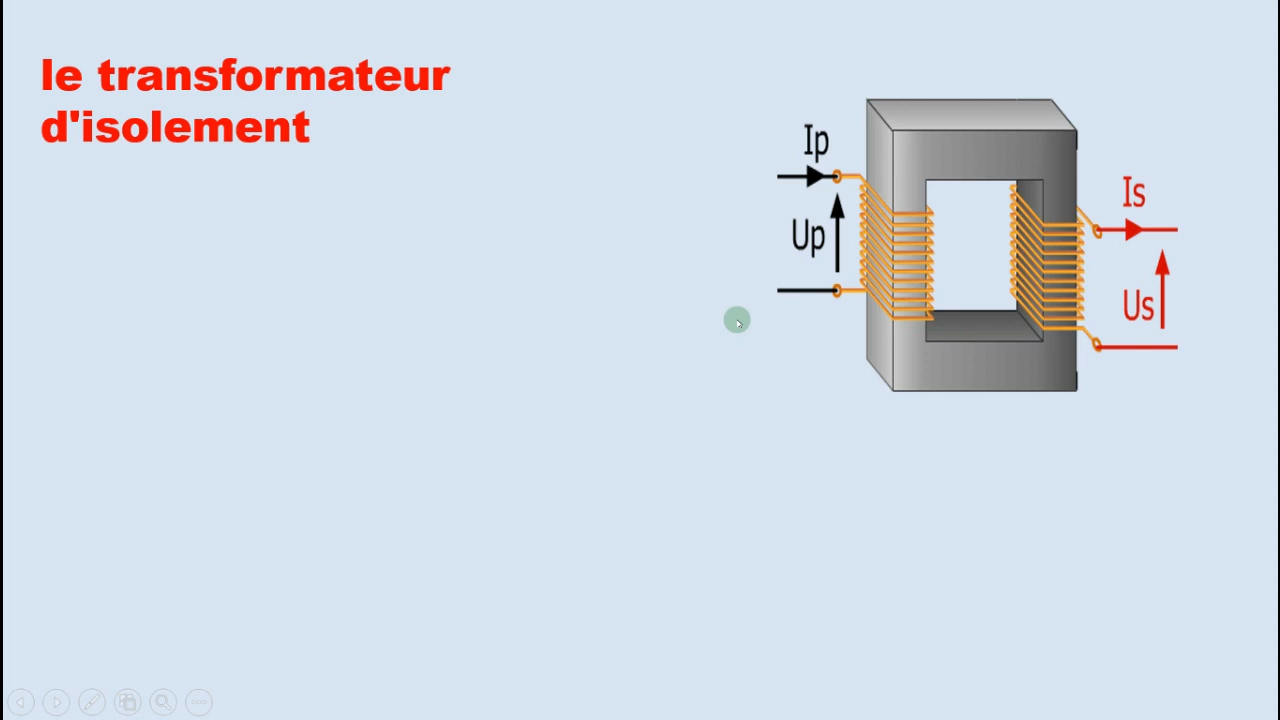 le transformateur
d'isolement
Ip
Up
Is
Us